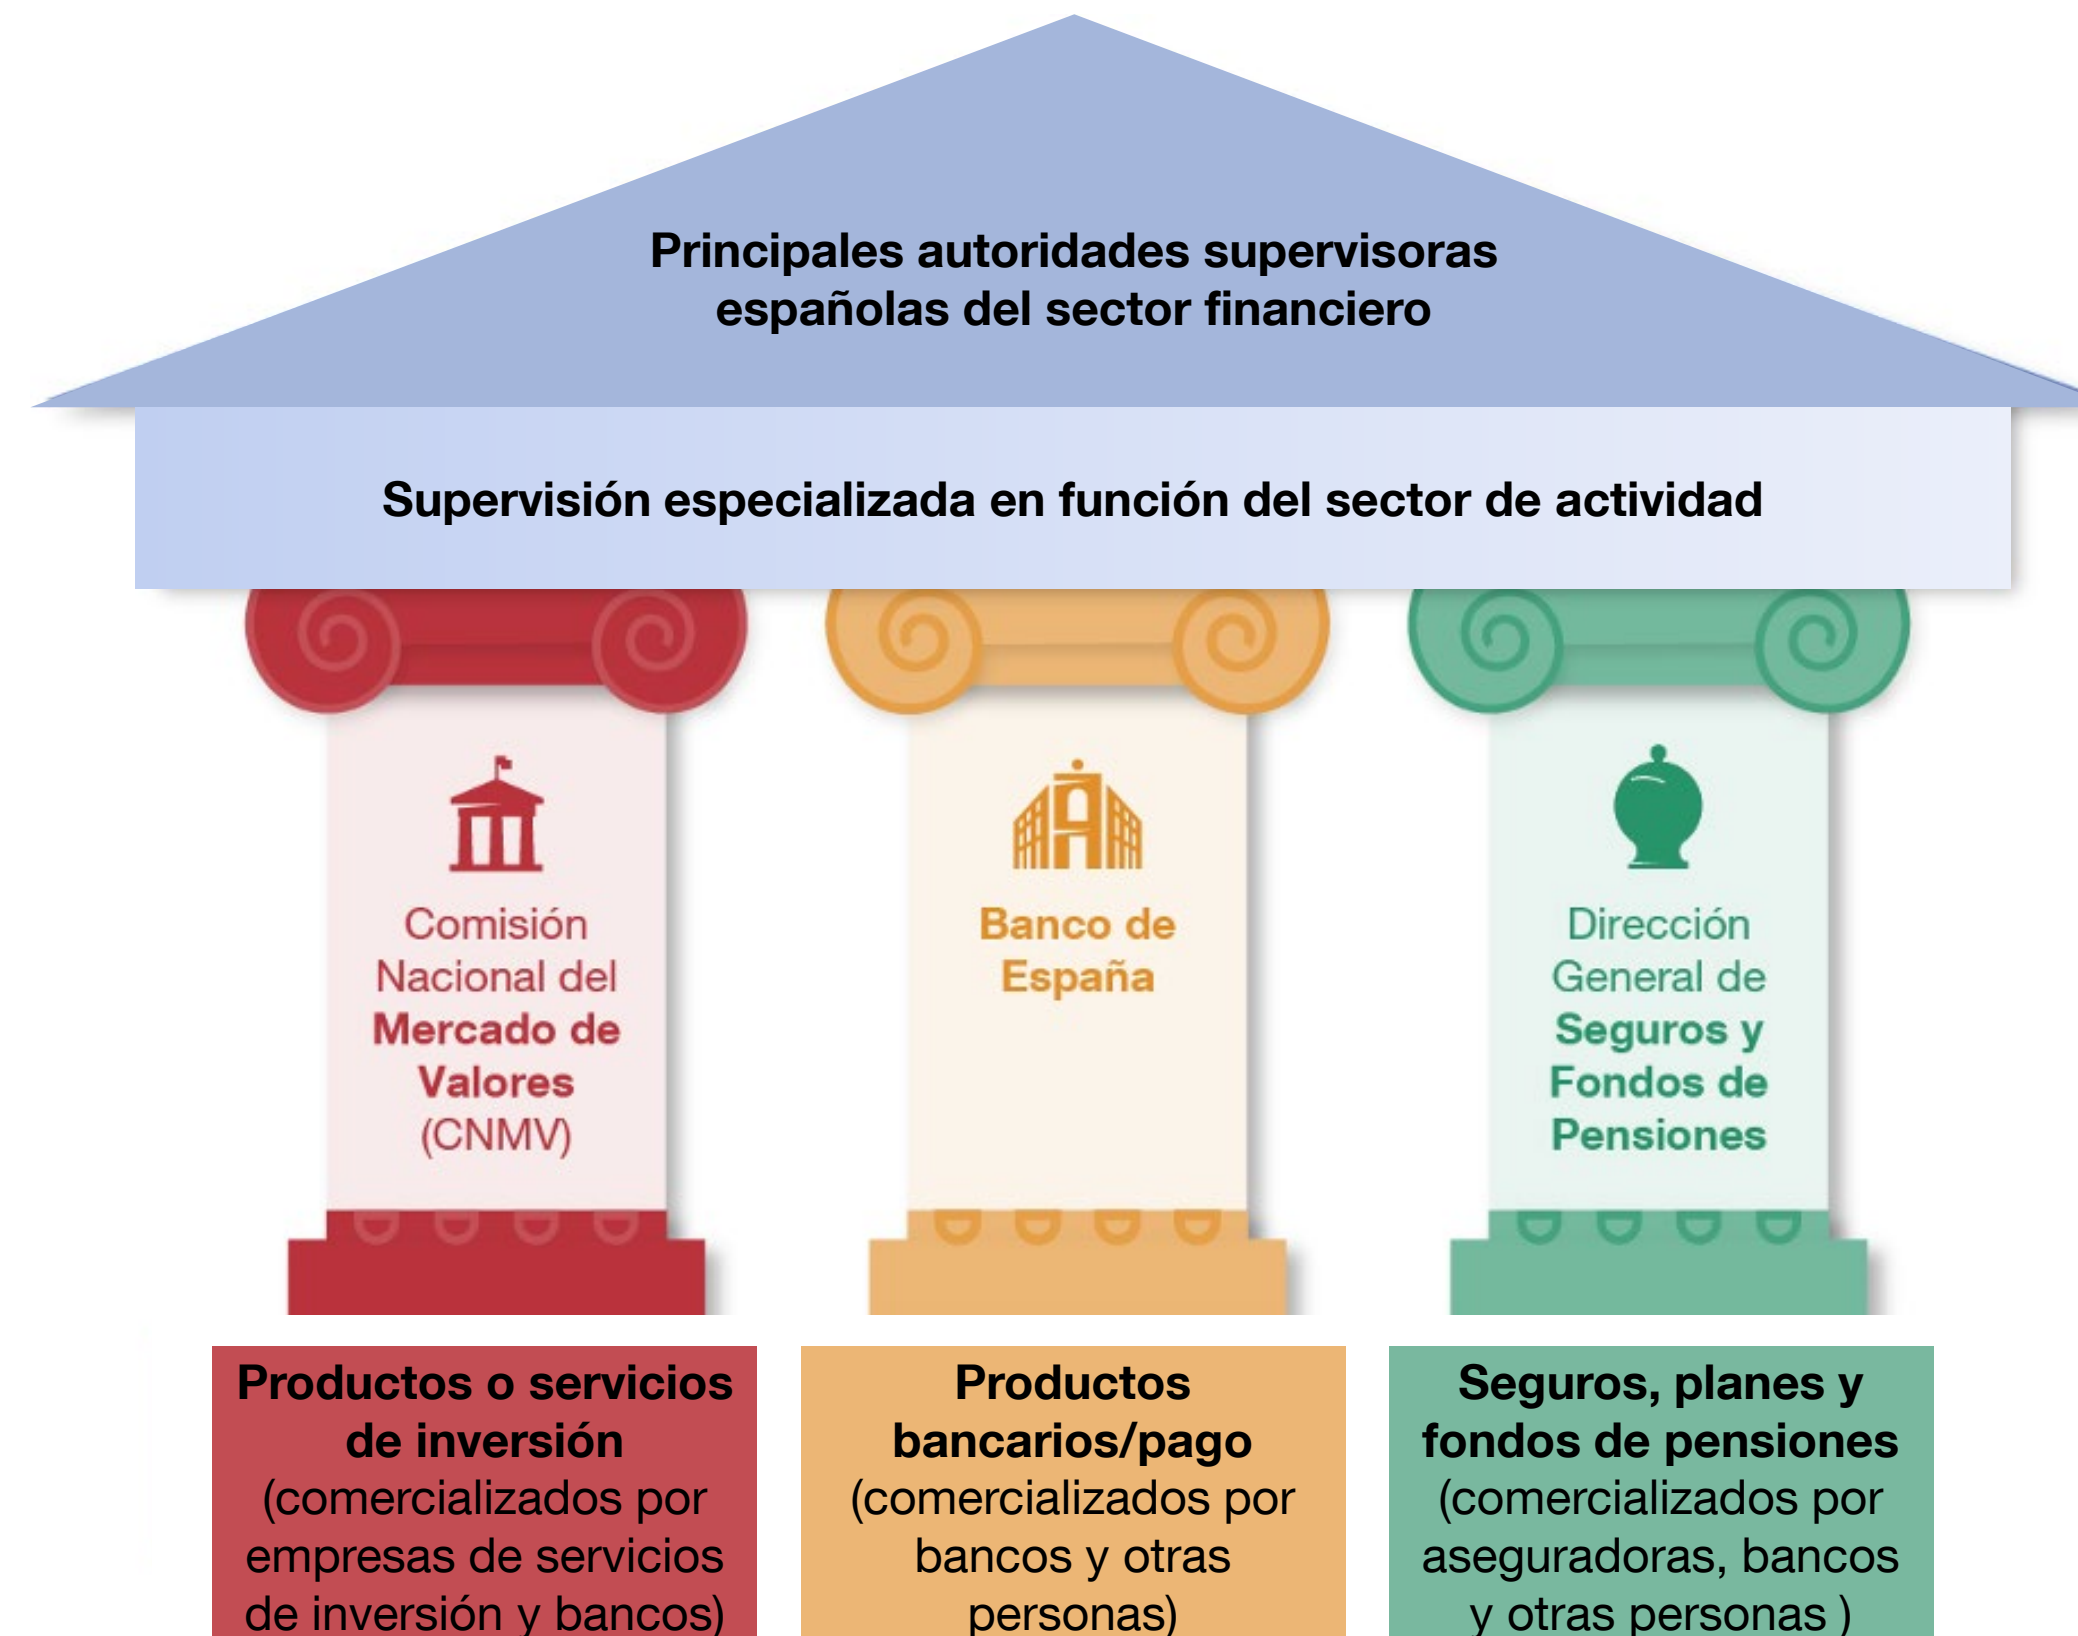 Principales autoridades supervisoras
españolas del sector financiero
Supervisión especializada en función del sector de actividad
Comisión
Nacional del
Mercado de
Valores
(CNMV)
Banco de
España
Dirección
General de
Seguros y
Fondos de
Pensiones
Productos o servicios
de inversión
(comercializados por
empresas de servicios
de inversión y bancos)
Productos
bancarios/pago
(comercializados por
bancos y otras
personas)
Seguros, planes y
fondos de pensiones
(comercializados por
aseguradoras, bancos
y otras personas )